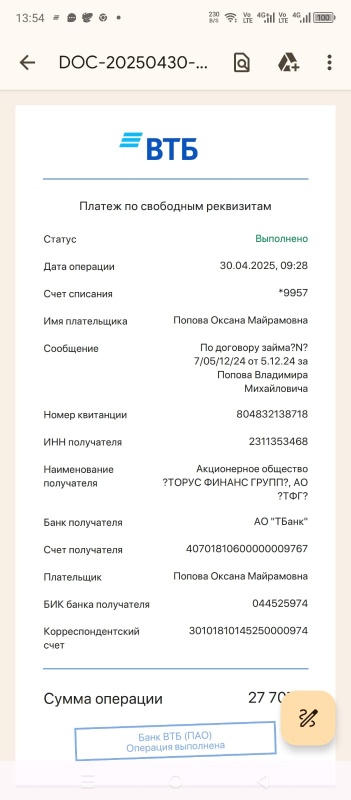 13:54
230
B/S
Vo
LTE
4G
Vo
LTE
4G
100
DOC-20250430-...
ВТБ
Платеж по свободным реквизитам
Статус
Выполнено
Дата операции
30.04.2025, 09:28
Счет списания
*9957
Имя плательщика
Попова Оксана Майрамовна
Сообщение
По договору займа?N?
7/05/12/24 от 5.12.24 за
Попова Владимира
Михайловича
Номер квитанции
804832138718
ИНН получателя
2311353468
Наименование
получателя
Акционерное общество
?ТОРУС ФИНАНС ГРУПП?, АО
?ТФГ?
Банк получателя
АО "ТБанк"
Счет получателя
40701810600000009767
Плательщик
Попова Оксана Майрамовна
БИК банка получателя
044525974
Корреспондентский
счет
30101810145250000974
Сумма операции
27 70
Банк ВТБ (ПАО)
Операция выполнена